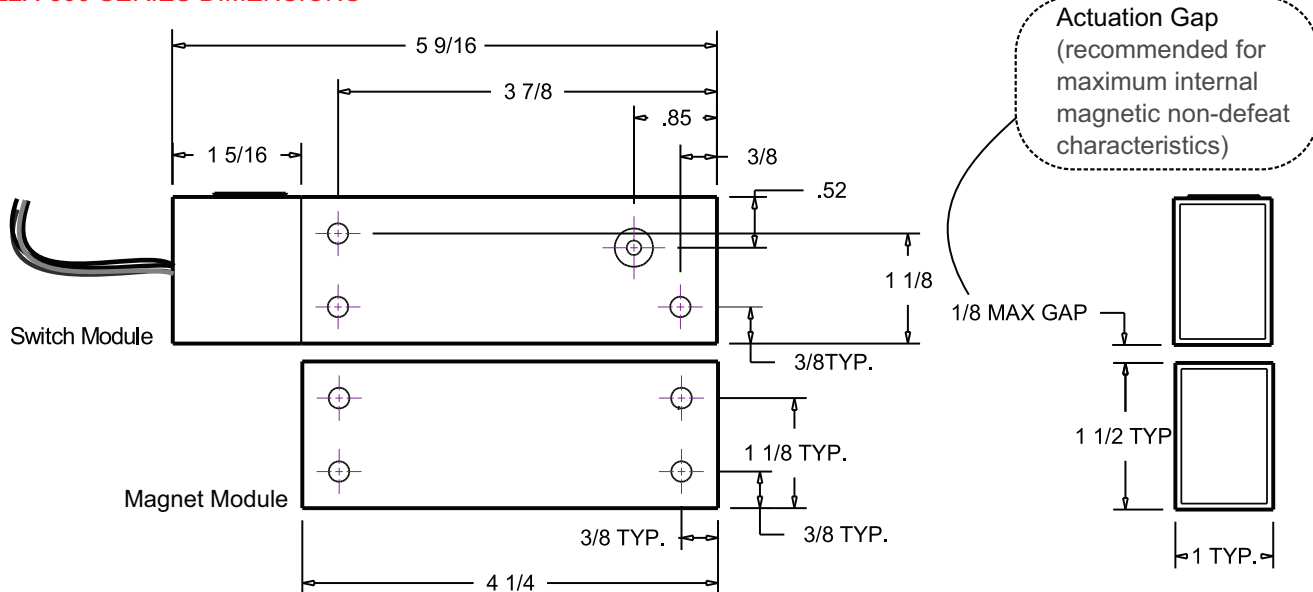 SERIES DIMENSIONS
Actuation Gap
(recommended for
maximum internal
magnetic non-defeat
characteristics)
5 9/16
3 7/8
.85
1 5/16
3/8
.52
1 1/8
1/8 MAX GAP
Switch Module
3/8TYP.
1 1/2 TYP
1 1/8 TYP.
Magnet Module
3/8 TYP.
3/8 TYP.
1 TYP.
4 1/4